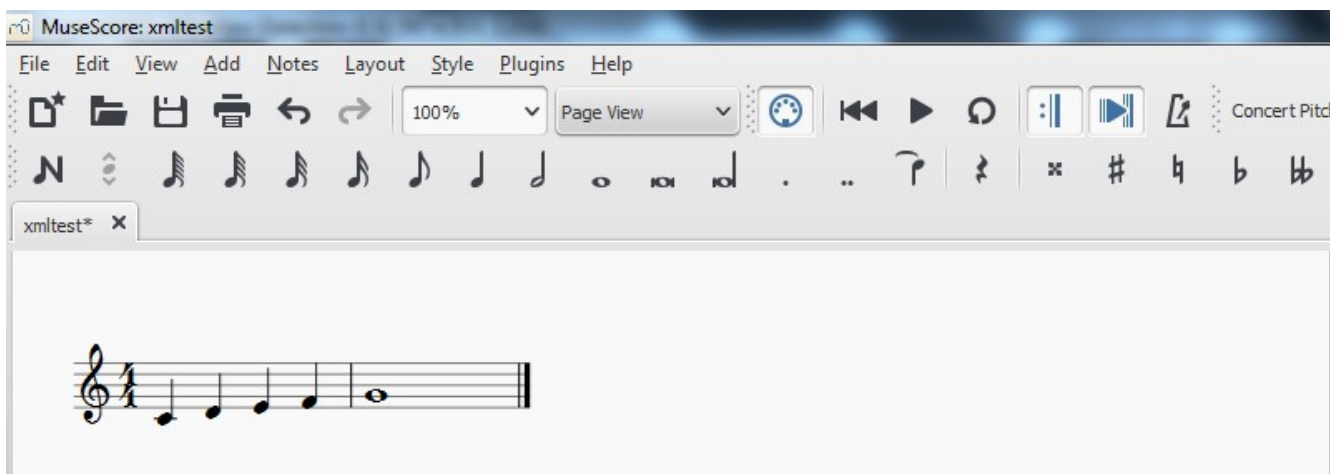 MuseScore: xmltest
File Edit View Add Notes Layout Style Plugins Help
100% Page View Concert Pitc
xmltest*